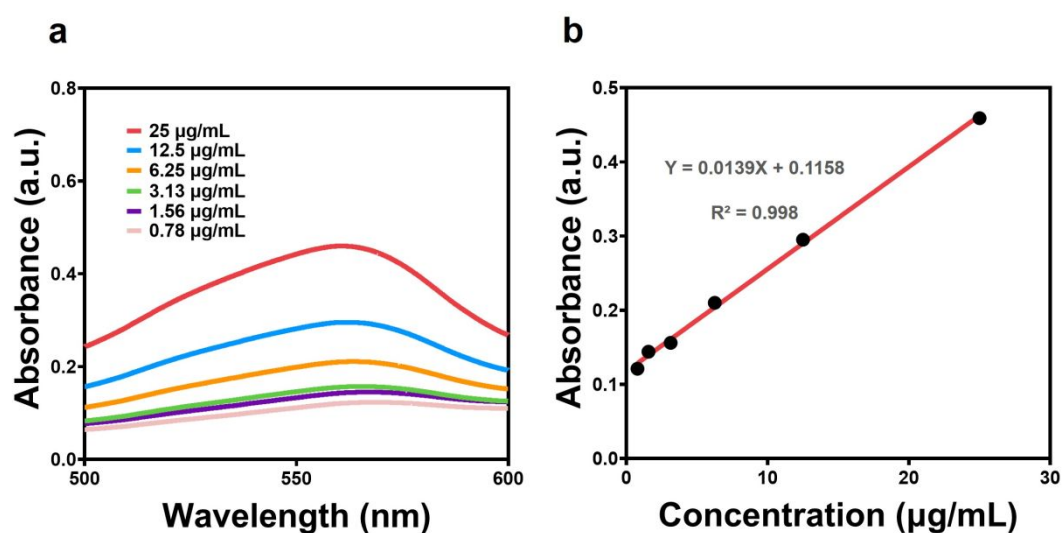 a
0.8
0.6
0.4
0.2
0.0
Absorbance (a.u.)
25 µg/mL
12.5 µg/mL
6.25 µg/mL
3.13 µg/mL
1.56 µg/mL
0.78 µg/mL
500
550
600
Wavelength (nm)
b
0.5
0.4
0.3
0.2
0.1
0.0
Absorbance (a.u.)
Y = 0.0139X + 0.1158
R² = 0.998
0
10
20
30
Concentration (µg/mL)